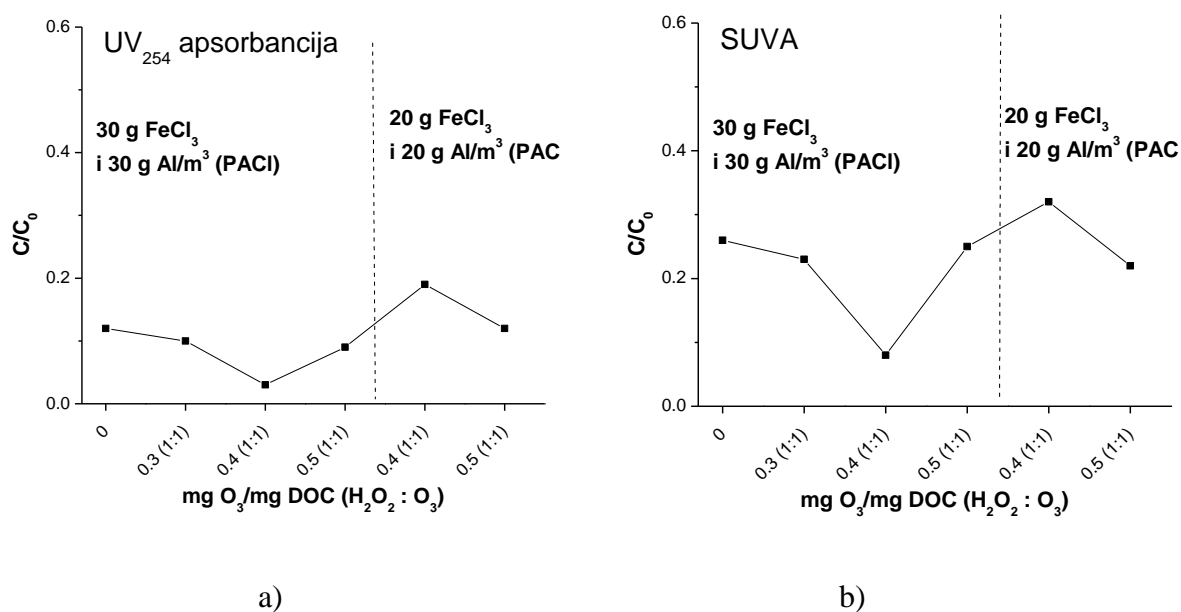 UV254 apsorbancija
30 g FeCl3
i 30 g Al/m³ (PACl)
20 g FeCl3
i 20 g Al/m³ (PAC
0.6
0.4
0.2
0.0
C/C0
0
0.3 (1:1)
0.4 (1:1)
0.5 (1:1)
0.4 (1:1)
0.5 (1:1)
mg O3/mg DOC (H2O2 : O3)
a)
SUVA
30 g FeCl3
i 30 g Al/m³ (PACl)
20 g FeCl3
i 20 g Al/m³ (PAC
0.6
0.4
0.2
0.0
C/C0
0
0.3 (1:1)
0.4 (1:1)
0.5 (1:1)
0.4 (1:1)
0.5 (1:1)
mg O3/mg DOC (H2O2 : O3)
b)